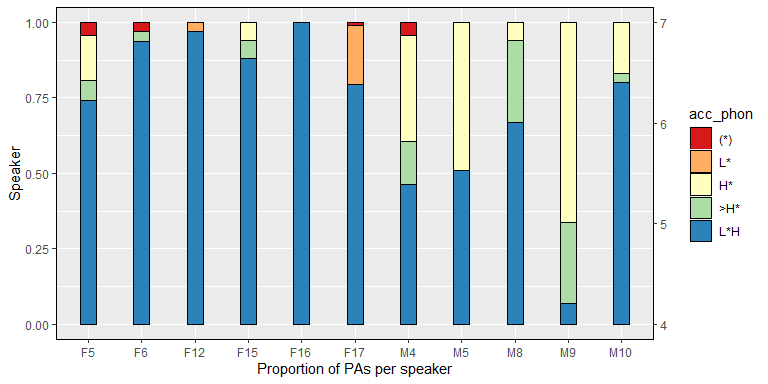 1.00
0.75
0.50
0.25
0.00
Speaker
7
6
5
4
F5 F6 F12 F15 F16 F17 M4 M5 M8 M9 M10
Proportion of PAs per speaker
acc_phon
(*)
L*
H*
>H*
L*H